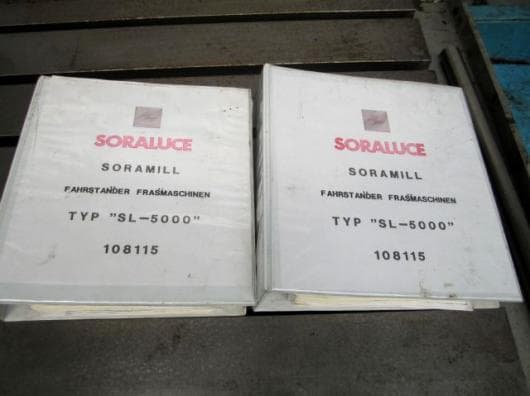 SORALUCE
SORAMILL
FAHRSTANDER FRASMASCHINEN
TYP "SL-5000"
108115
SORALUCE
SORAMILL
FAHRSTANDER FRASMASCHINEN
TYP "SL-5000"
108115